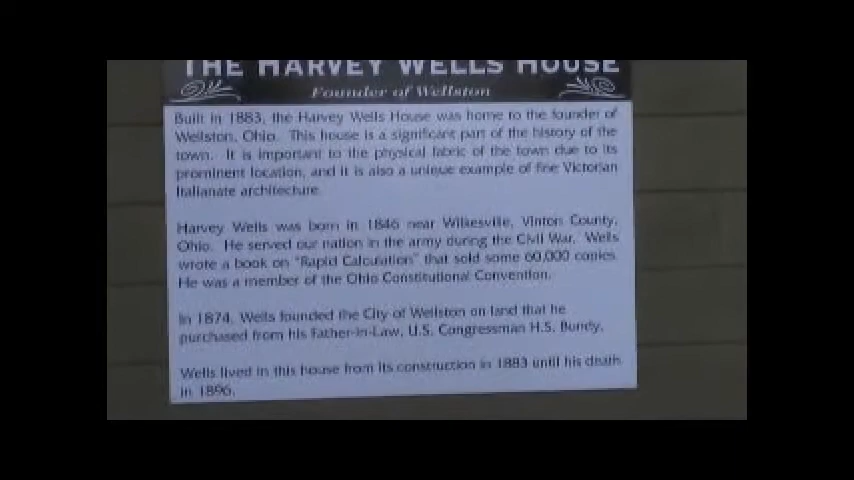 THE HARVEY WELLS HOUSE
Founder of Wellston
Built in 1883, the Harvey Wells House was home to the founder of
Wellston, Ohio. This house is a significant part of the history of the
town. It is important to the physical fabric of the town due to its
prominent location, and it is also a unique example of fine Victorian
Italianate architecture.
Harvey Wells was born in 1846 near Wilkesville, Vinton County,
Ohio. He served our nation in the army during the Civil War. Wells
wrote a book on "Rapid Calculation" that sold some 60,000 copies.
He was a member of the Ohio Constitutional Convention.
In 1874, Wells founded the City of Wellston on land that he
purchased from his Father-in-Law, U.S. Congressman H.S. Bundy.
Wells lived in this house from its construction in 1883 until his death
in 1896.